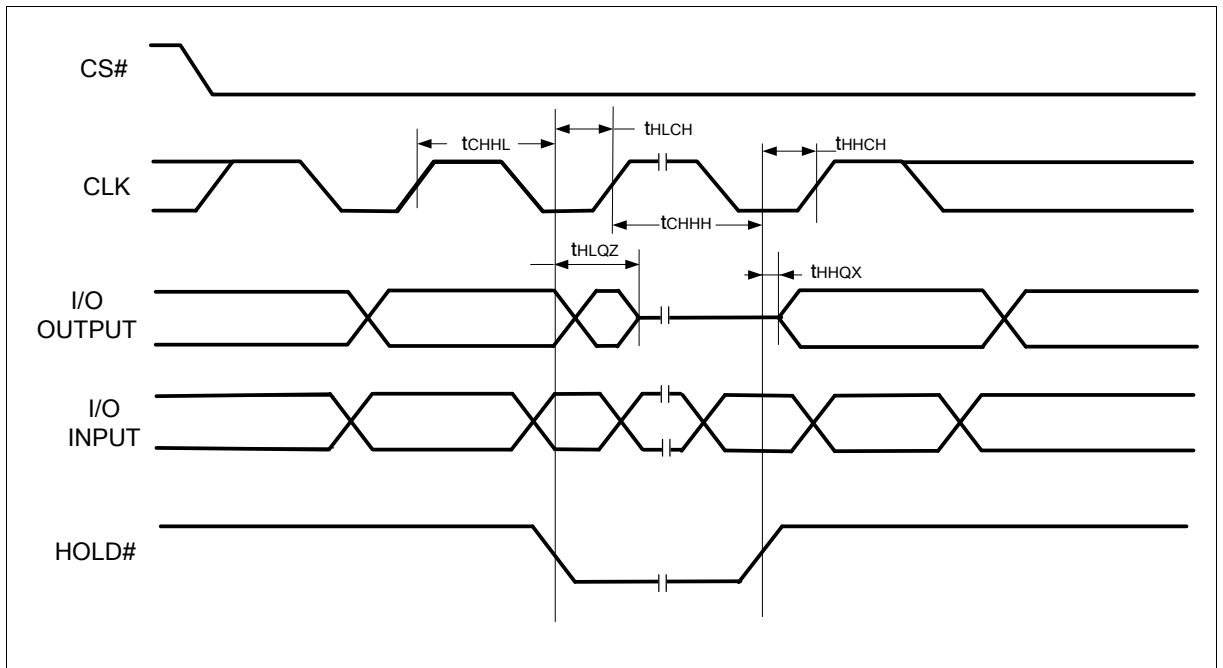 CS#
tHLCH
tCHHL
tHHCH
CLK
tCHHH
tHLQZ
tHHQX
I/O
OUTPUT
I/O
INPUT
HOLD#